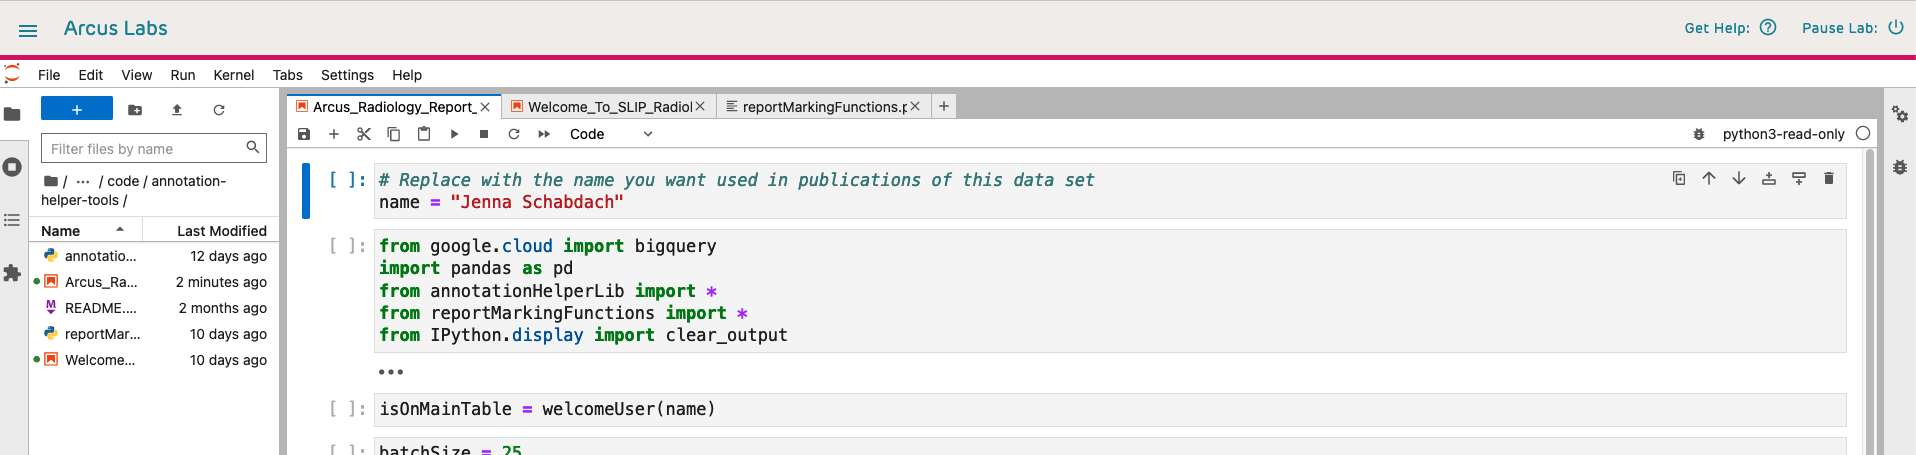 Arcus Labs
Get Help:
Pause Lab:
File Edit View Run Kernel Tabs Settings Help
Arcus_Radiology_Report_
Welcome_To_SLIP_Radiol
reportMarkingFunctions.p
Code
python3-read-only
Filter files by name
/ ··· / code / annotation-
helper-tools /
Name Last Modified
annotatio... 12 days ago
Arcus_Ra... 2 minutes ago
README.... 2 months ago
reportMar... 10 days ago
Welcome... 10 days ago
[ ]: # Replace with the name you want used in publications of this data set
name = "Jenna Schabdach"
[ ]: from google.cloud import bigquery
import pandas as pd
from annotationHelperLib import *
from reportMarkingFunctions import *
from IPython.display import clear_output
•••
[ ]: isOnMainTable = welcomeUser(name)
[ ]: batchSize = 25